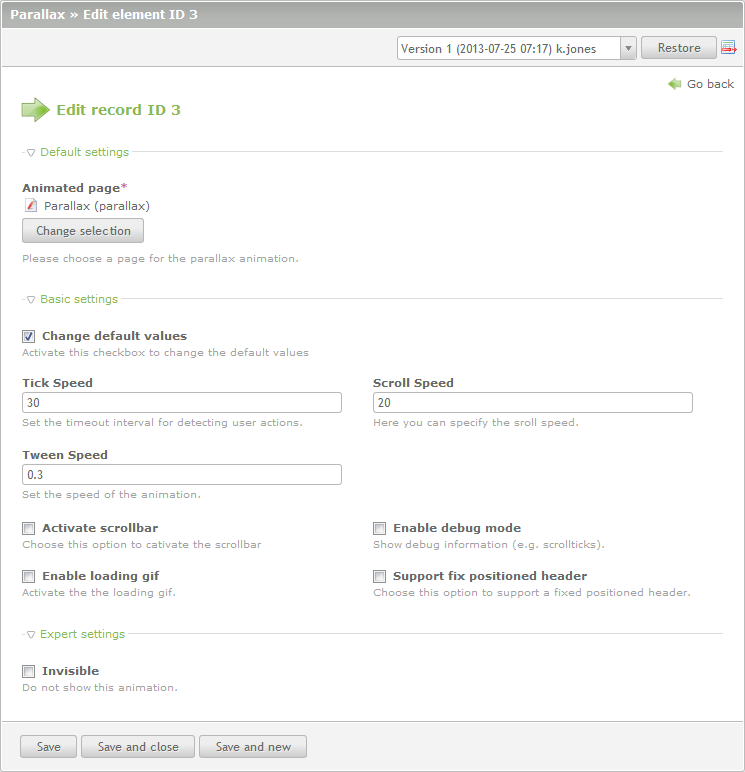 Parallax » Edit element ID 3
Version 1 (2013-07-25 07:17) k.jones
Restore
Go back
Edit record ID 3
Default settings
Animated page*
Parallax (parallax)
Change selection
Please choose a page for the parallax animation.
Basic settings
Change default values
Activate this checkbox to change the default values
Tick Speed
30
Set the timeout interval for detecting user actions.
Scroll Speed
20
Here you can specify the sroll speed.
Tween Speed
0.3
Set the speed of the animation.
Activate scrollbar
Choose this option to cativate the scrollbar
Enable debug mode
Show debug information (e.g. scrollticks).
Enable loading gif
Activate the the loading gif.
Support fix positioned header
Choose this option to support a fixed positioned header.
Expert settings
Invisible
Do not show this animation.
Save
Save and close
Save and new